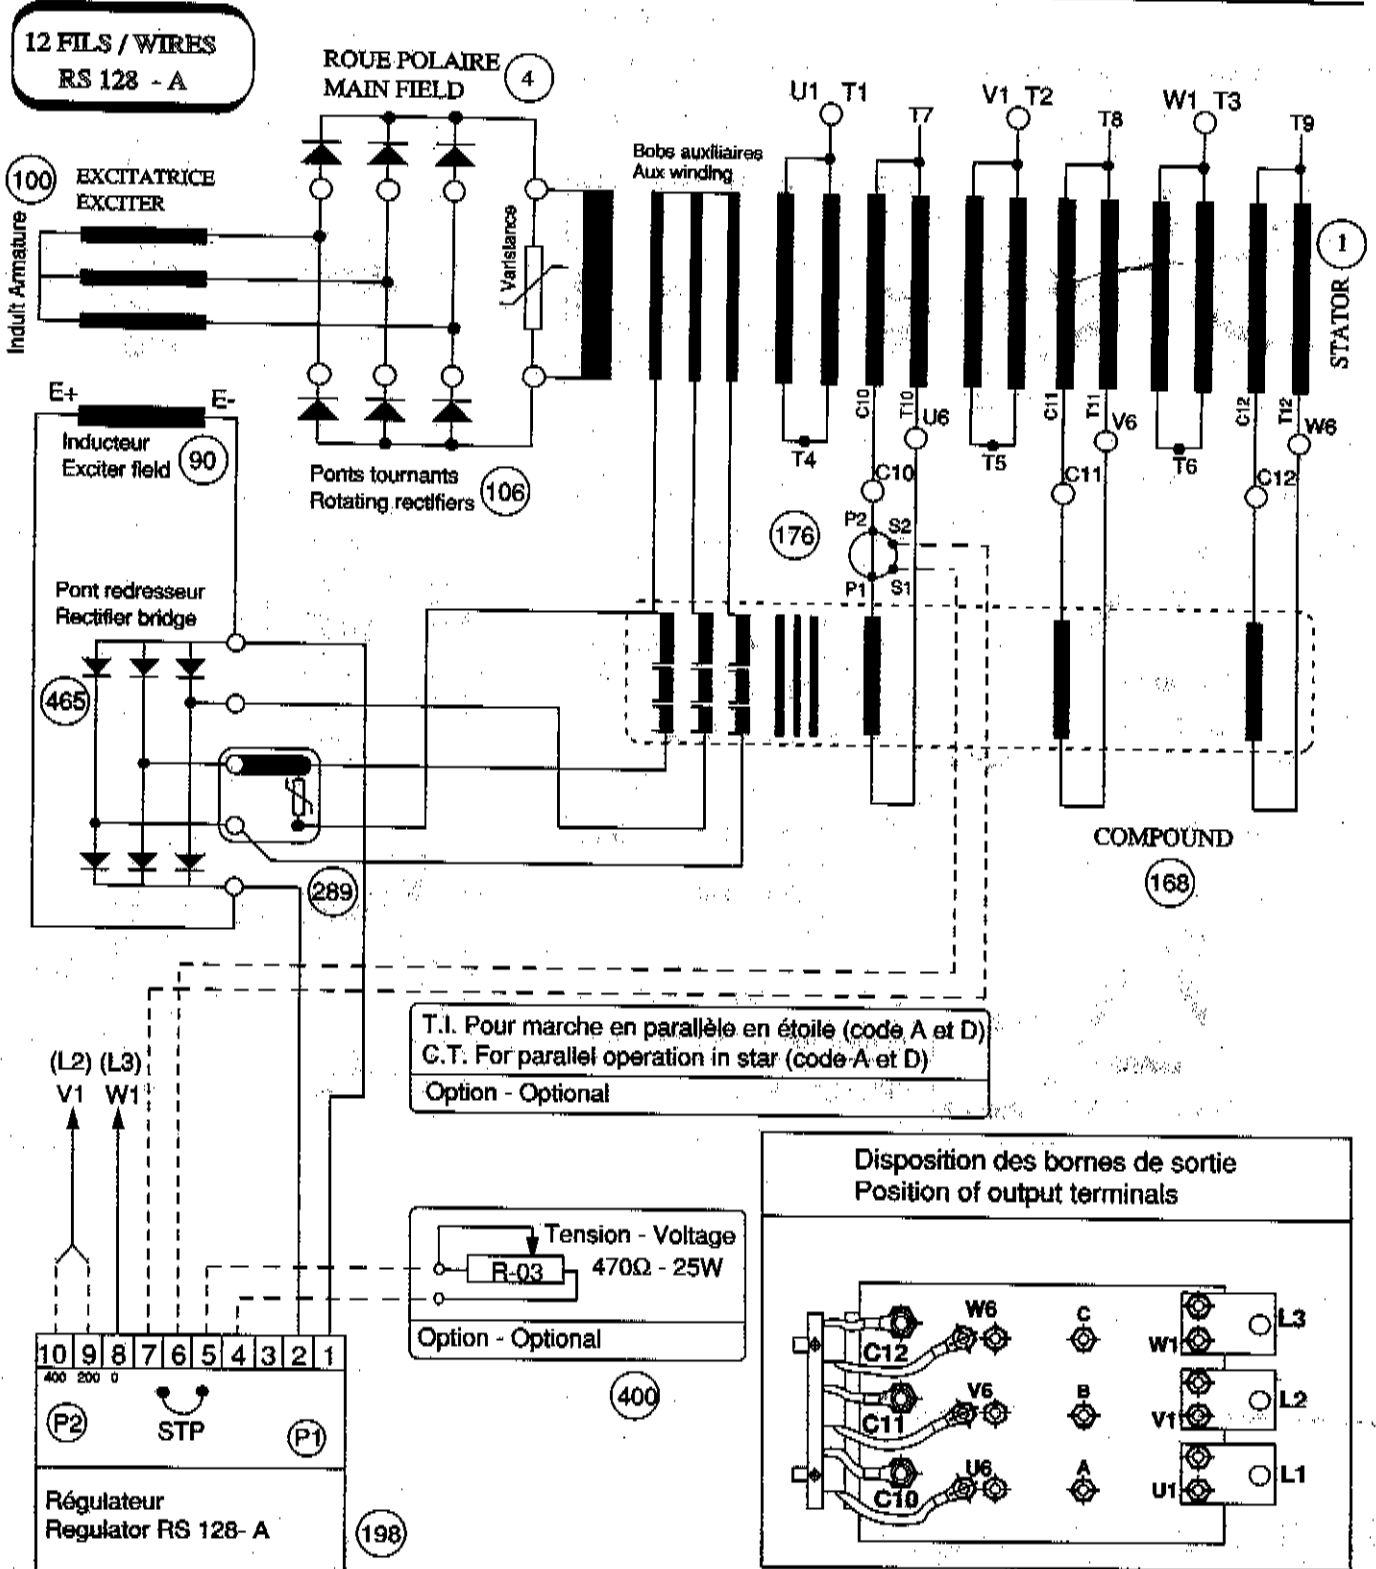 12 FILS / WIRES
RS 128 - A
ROUE POLAIRE
MAIN FIELD
4
100
EXCITATRICE
EXCITER
Induit Armature
Varistance
Bobs auxiliaires
Aux winding
U1 T1
T7
V1 T2
T8
W1 T3
T9
1
STATOR
E+
E-
Inducteur
Exciter field
90
Ponts tournants
Rotating rectifiers
106
T4
C10
T10
U6
C10
T5
C11
T11
V6
C11
T6
C12
T12
W6
C12
176
P2
S2
P1
S1
Pont redresseur
Rectifier bridge
465
289
COMPOUND
168
T.I. Pour marche en parallèle en étoile (code A et D)
C.T. For parallel operation in star (code A et D)
Option - Optional
(L2) (L3)
V1 W1
Tension - Voltage
R-03
470Ω - 25W
Option - Optional
400
10 9 8 7 6 5 4 3 2 1
400 200 0
P2
STP
P1
Régulateur
Regulator RS 128- A
198
Disposition des bornes de sortie
Position of output terminals
W6
C
L3
C12
W1
V6
B
L2
C11
V1
U6
A
L1
C10
U1